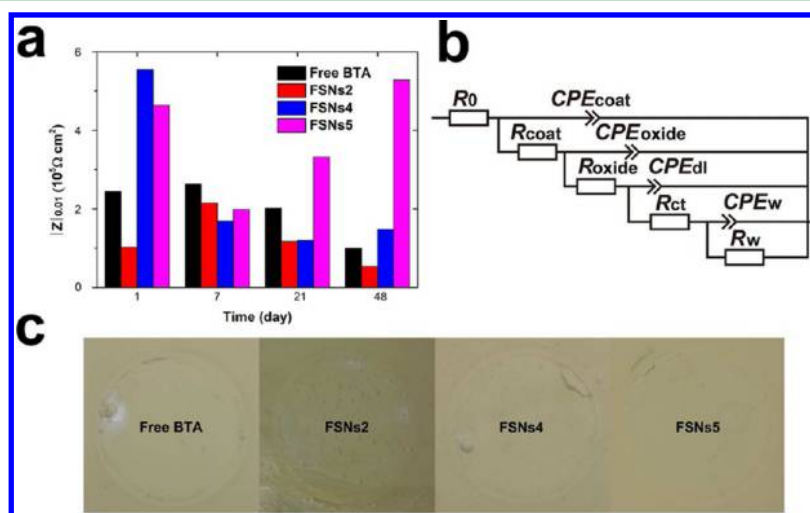 a
6
4
2
0
|Z|0.01 (10⁵Ω cm²)
Free BTA
FSNs2
FSNs4
FSNs5
1 7 21 48
Time (day)
b
R0
CPEcoat
Rcoat
CPEoxide
Roxide
CPEdl
Rct
CPEw
Rw
c
Free BTA
FSNs2
FSNs4
FSNs5